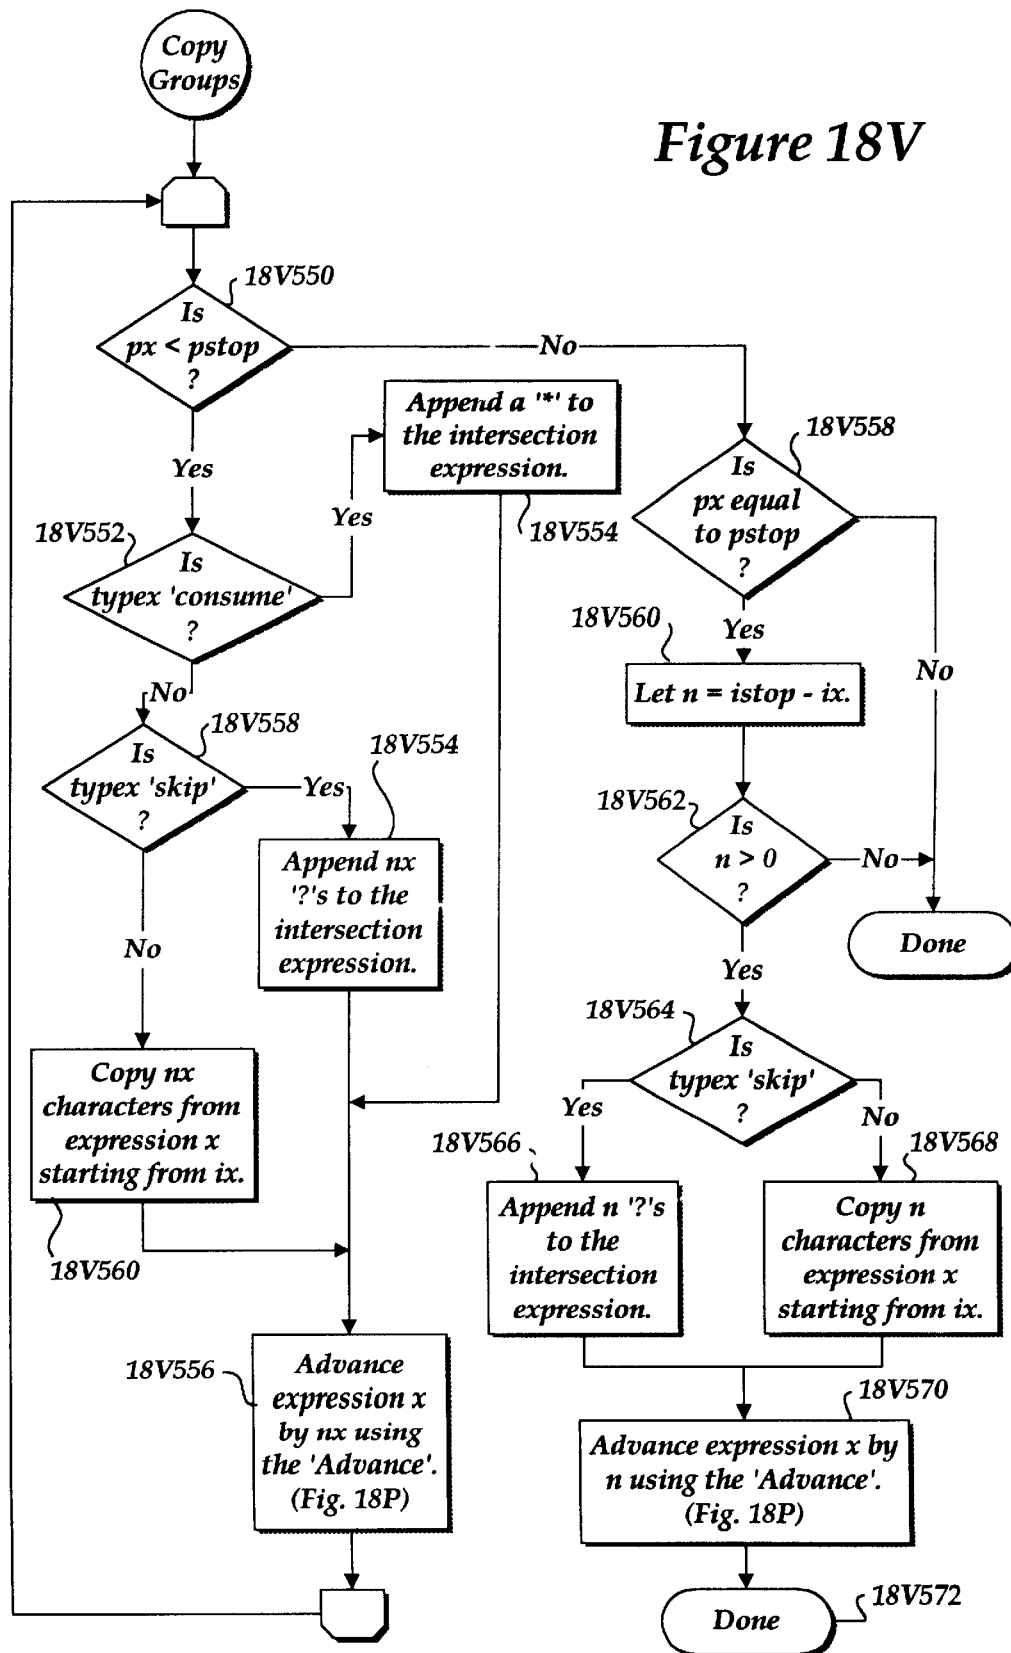 Copy
Groups
Figure 18V
18V550
Is
px < pstop
?
No
Yes
Append a '*' to
the intersection
expression.
18V554
18V558
Is
px equal
to pstop
?
Yes
18V552
Is
typex 'consume'
?
No
18V560
Yes
No
Let n = istop - ix.
18V558
Is
typex 'skip'
?
Yes
18V554
18V562
Is
n > 0
?
No
Append nx
'?'s to the
intersection
expression.
No
Done
Yes
18V564
Is
typex 'skip'
?
Yes
No
Copy nx
characters from
expression x
starting from ix.
18V560
18V566
18V568
Append n '?'s
to the
intersection
expression.
Copy n
characters from
expression x
starting from ix.
18V556
Advance
expression x
by nx using
the 'Advance'.
(Fig. 18P)
18V570
Advance expression x by
n using the 'Advance'.
(Fig. 18P)
Done
18V572